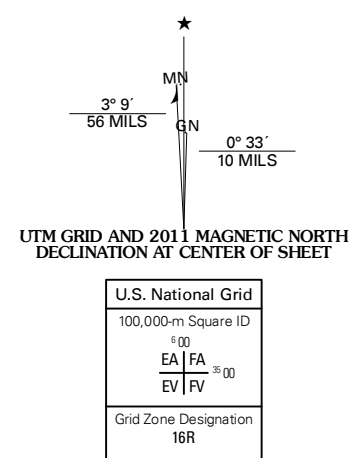 ★
MN
3° 9´
56 MILS
GN
0° 33´
10 MILS
UTM GRID AND 2011 MAGNETIC NORTH
DECLINATION AT CENTER OF SHEET
U.S. National Grid
100,000-m Square ID
6 00
EA FA
35 00
EV FV
Grid Zone Designation
16R